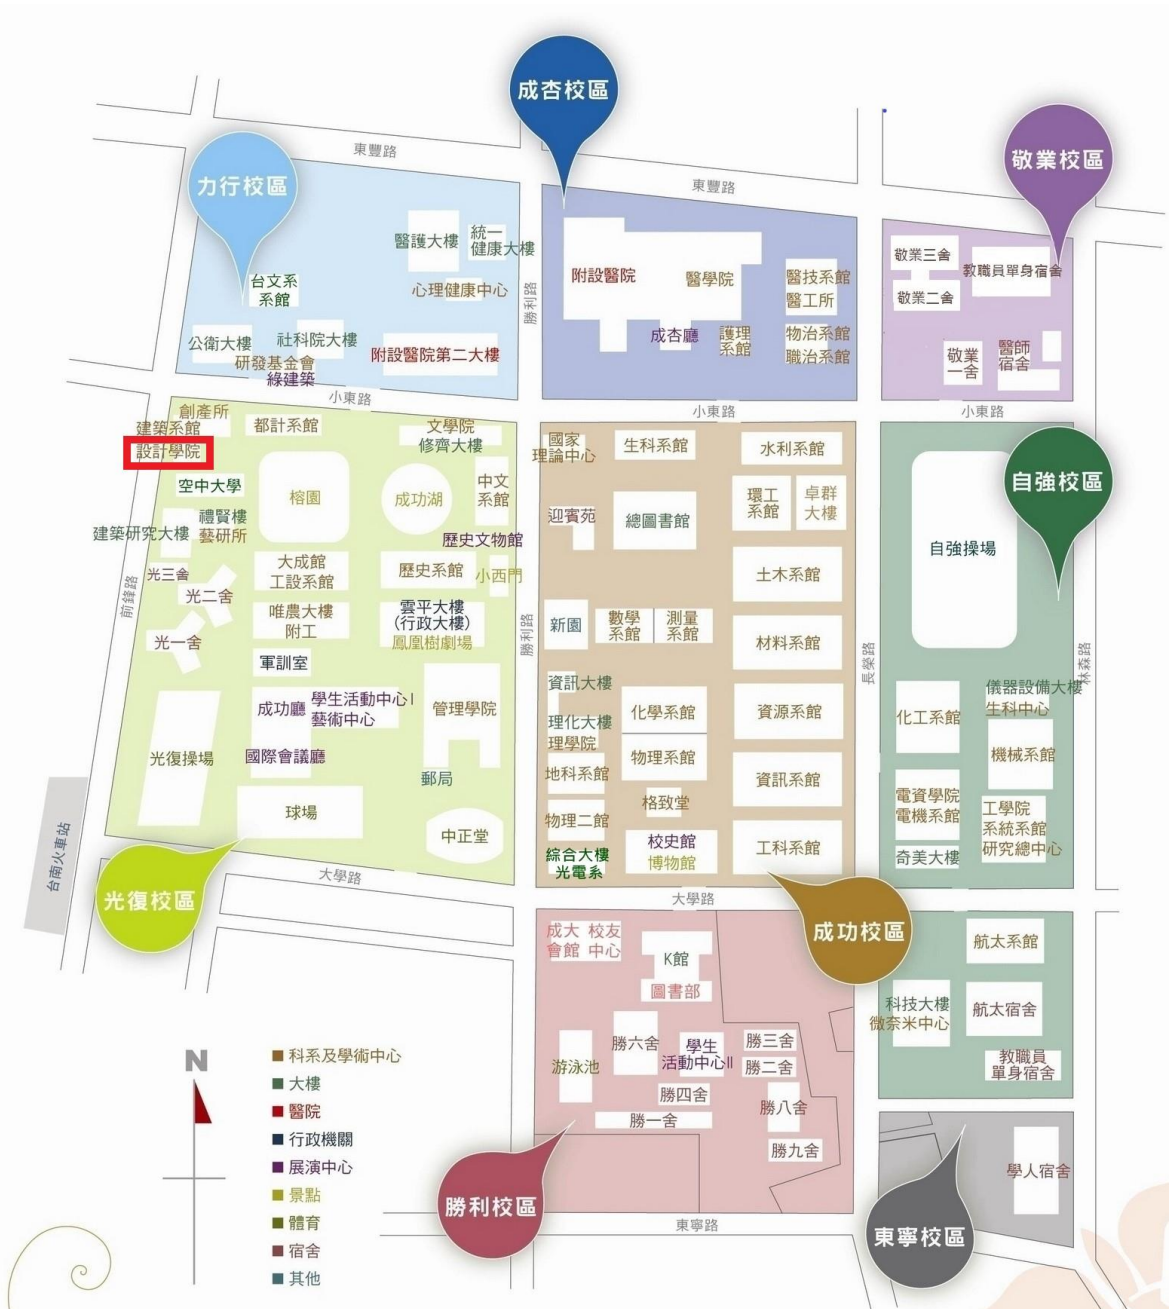 成杏校區
敬業校區
力行校區
東豐路
東豐路
醫護大樓
統一
健康大樓
心理健康中心
台文系
系館
公衛大樓
社科院大樓
研發基金會
綠建築
附設醫院第二大樓
勝利路
附設醫院
醫學院
醫技系館
醫工所
成杏廳
護理
系館
物治系館
職治系館
敬業三舍
教職員單身宿舍
敬業二舍
敬業
一舍
醫師
宿舍
小東路
小東路
小東路
創產所
建築系館
設計學院
都計系館
文學院
修齊大樓
空中大學
榕園
成功湖
中文
系館
禮賢樓
藝研所
建築研究大樓
歷史文物館
光三舍
大成館
工設系館
歷史系館
小西門
光二舍
前鋒路
唯農大樓
附工
雲平大樓
(行政大樓)
鳳凰樹劇場
光一舍
軍訓室
成功廳
學生活動中心I
藝術中心
管理學院
光復操場
國際會議廳
郵局
球場
中正堂
台南火車站
光復校區
大學路
勝利路
國家
理論中心
生科系館
水利系館
環工
系館
卓群
大樓
迎賓苑
總圖書館
土木系館
新園
數學
系館
測量
系館
材料系館
資訊大樓
化學系館
資源系館
理化大樓
理學院
物理系館
地科系館
資訊系館
格致堂
物理二館
校史館
博物館
工科系館
綜合大樓
光電系
長榮路
大學路
成功校區
自強校區
自強操場
林森路
儀器設備大樓
生科中心
化工系館
機械系館
電資學院
電機系館
工學院
系統系館
研究總中心
奇美大樓
航太系館
科技大樓
微奈米中心
航太宿舍
教職員
單身宿舍
成大
會館
校友
中心
K館
圖書部
游泳池
勝六舍
學生
活動中心II
勝三舍
勝二舍
勝四舍
勝八舍
勝一舍
勝九舍
勝利校區
東寧路
東寧校區
學人宿舍
N
科系及學術中心
大樓
醫院
行政機關
展演中心
景點
體育
宿舍
其他